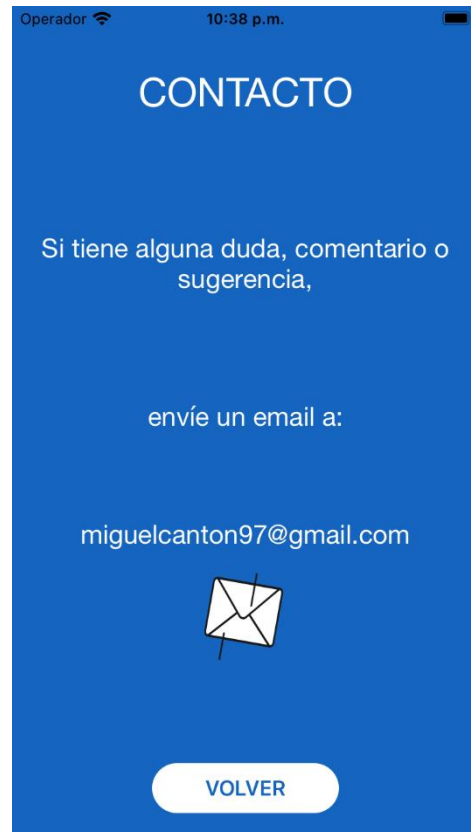 Operador 10:38 p.m.
CONTACTO
Si tiene alguna duda, comentario o
sugerencia,
envíe un email a:
miguelcanton97@gmail.com
VOLVER